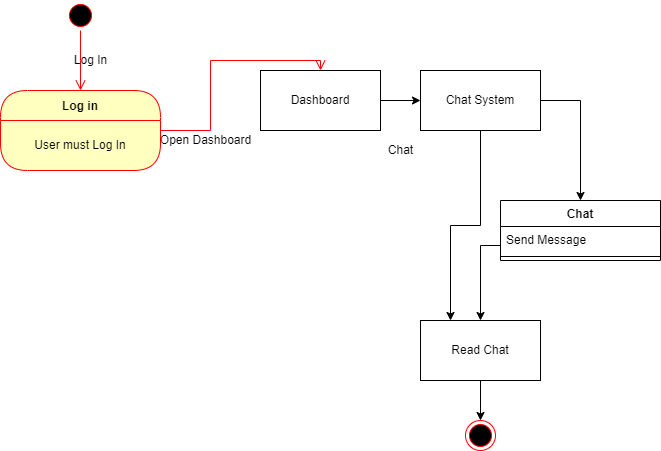 Log In
Log in
User must Log In
Open Dashboard
Dashboard
Chat
Chat System
Chat
Send Message
Read Chat